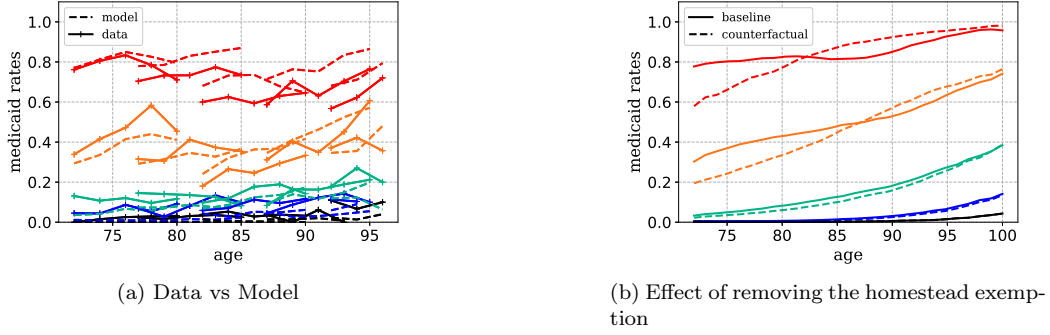 model
data
1.0
0.8
0.6
0.4
0.2
0.0
medicaid rates
75
80
85
90
95
age
(a) Data vs Model
baseline
counterfactual
1.0
0.8
0.6
0.4
0.2
0.0
medicaid rates
75
80
85
90
95
100
age
(b) Effect of removing the homestead exemp-
tion